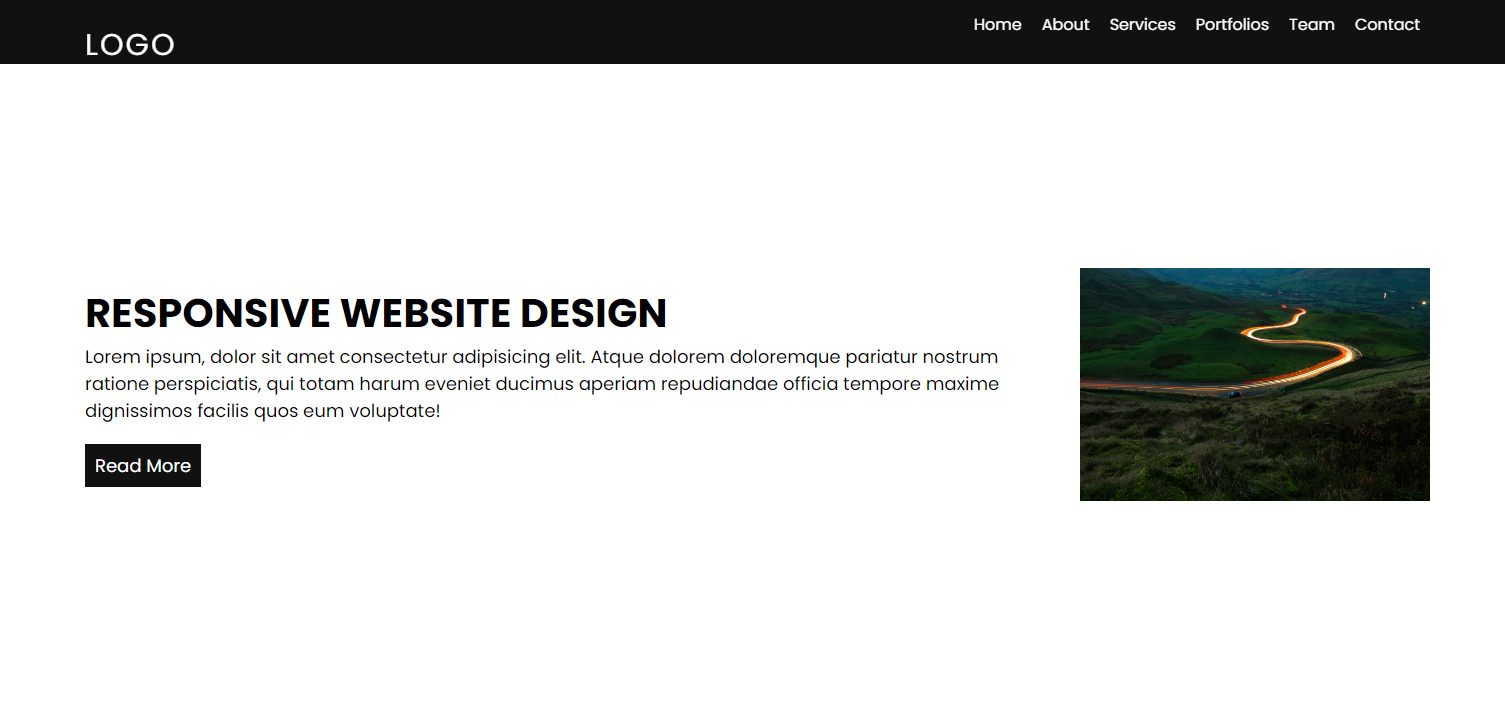 LOGO
Home About Services Portfolios Team Contact
RESPONSIVE WEBSITE DESIGN
Lorem ipsum, dolor sit amet consectetur adipisicing elit. Atque dolorem doloremque pariatur nostrum
ratione perspiciatis, qui totam harum eveniet ducimus aperiam repudiandae officia tempore maxime
dignissimos facilis quos eum voluptate!
Read More